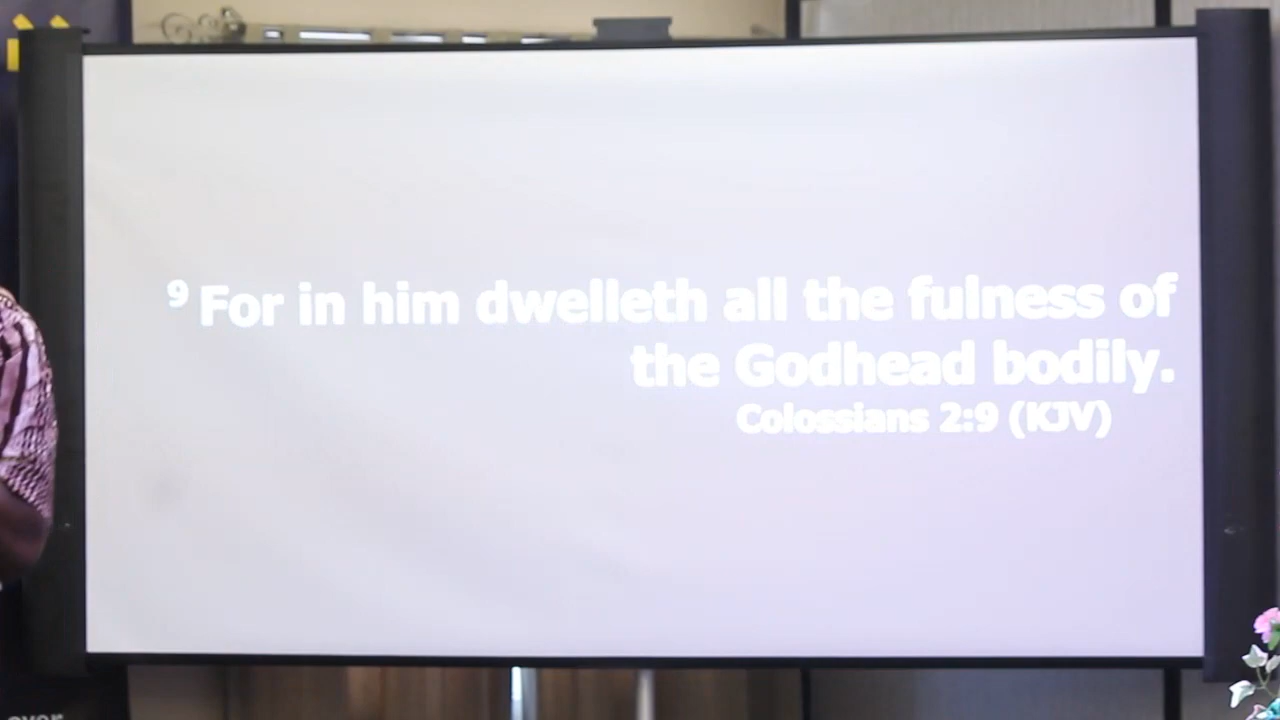 9 For in him dwelleth all the fulness of
the Godhead bodily.
Colossians 2:9 (KJV)